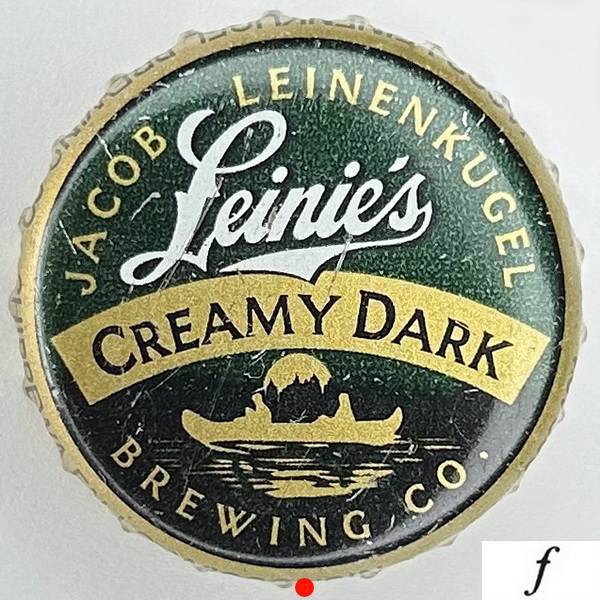 JACOB LEINENKUGEL
Leinie's
CREAMY DARK
BREWING CO.
f